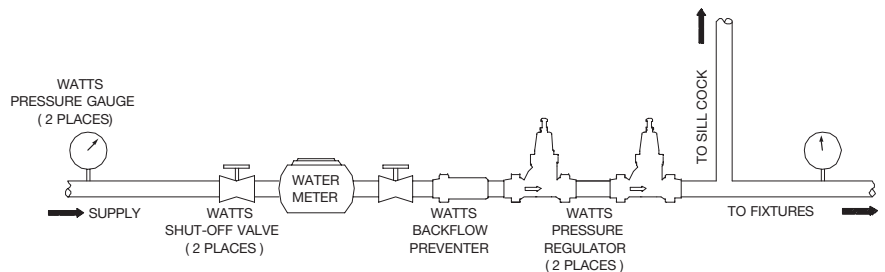 WATTS
PRESSURE GAUGE
( 2 PLACES)
TO SILL COCK
WATER
METER
SUPPLY
WATTS
SHUT-OFF VALVE
( 2 PLACES )
WATTS
BACKFLOW
PREVENTER
WATTS
PRESSURE
REGULATOR
( 2 PLACES )
TO FIXTURES